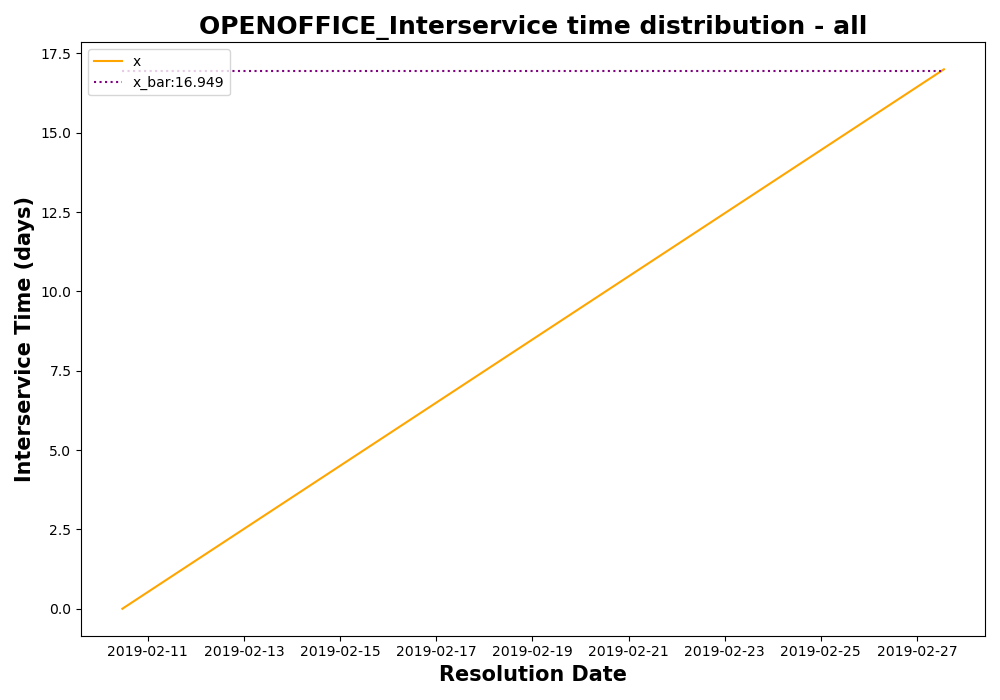 OPENOFFICE_Interservice time distribution - all
x
x_bar:16.949
17.5
15.0
12.5
10.0
7.5
5.0
2.5
0.0
Interservice Time (days)
2019-02-11 2019-02-13 2019-02-15 2019-02-17 2019-02-19 2019-02-21 2019-02-23 2019-02-25 2019-02-27
Resolution Date